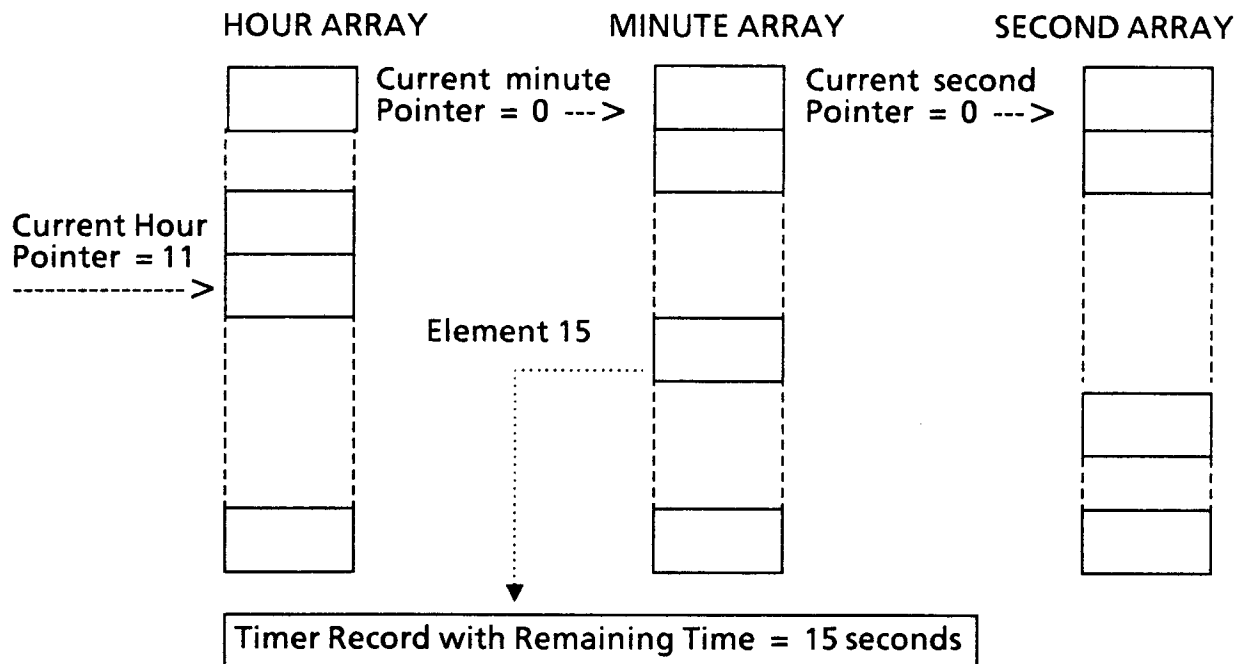 HOUR ARRAY
MINUTE ARRAY
SECOND ARRAY
Current minute
Pointer = 0 --->
Current second
Pointer = 0 --->
Current Hour
Pointer = 11
---------------->
Element 15
Timer Record with Remaining Time = 15 seconds